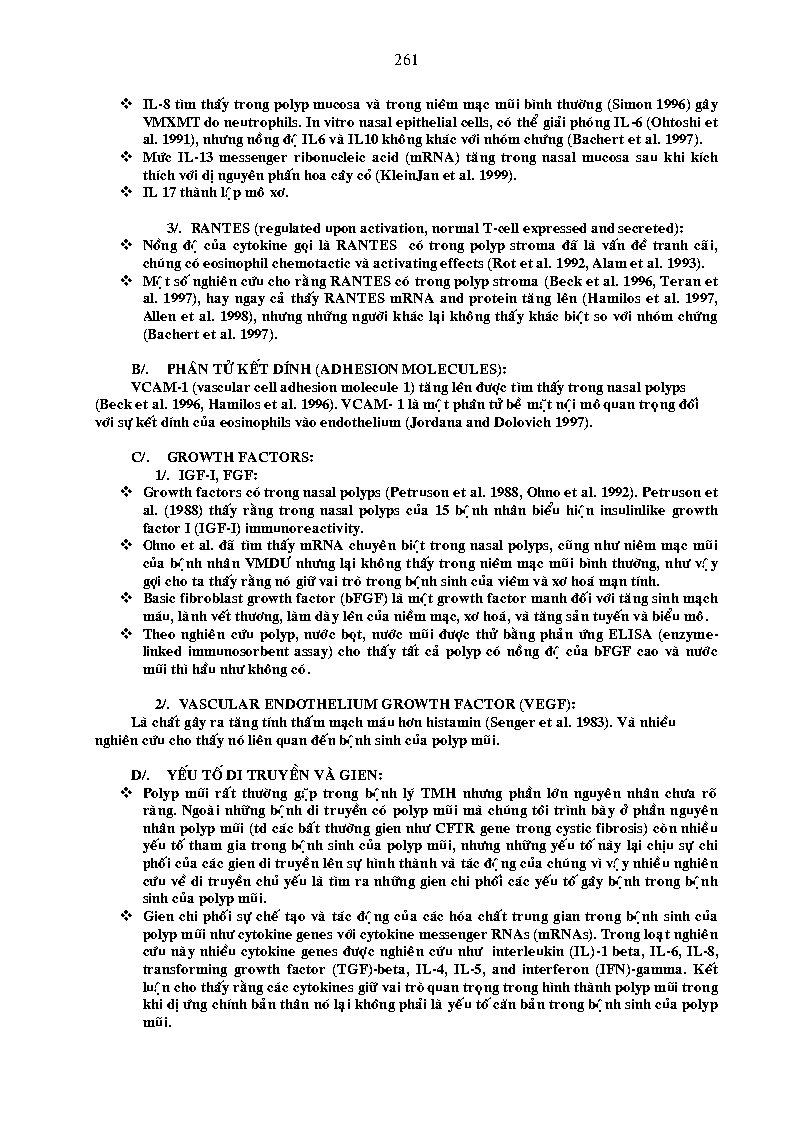 261
❖ IL-8 tìm thấy trong polyp mucosa và trong niêm mạc mũi bình thường (Simon 1996) gây
VMXMT do neutrophils. In vitro nasal epithelial cells, có thể giải phóng IL-6 (Ohtoshi et
al. 1991), nhưng nồng độ IL6 và IL10 không khác với nhóm chứng (Bachert et al. 1997).
❖ Mức IL-13 messenger ribonucleic acid (mRNA) tăng trong nasal mucosa sau khi kích
thích với dị nguyên phấn hoa cây cỏ (KleinJan et al. 1999).
❖ IL 17 thành lập mô xơ.
3/. RANTES (regulated upon activation, normal T-cell expressed and secreted):
❖ Nồng độ của cytokine gọi là RANTES có trong polyp stroma đã là vấn đề tranh cãi,
chúng có eosinophil chemotactic và activating effects (Rot et al. 1992, Alam et al. 1993).
❖ Một số nghiên cứu cho rằng RANTES có trong polyp stroma (Beck et al. 1996, Teran et
al. 1997), hay ngay cả thấy RANTES mRNA and protein tăng lên (Hamilos et al. 1997,
Allen et al. 1998), nhưng những người khác lại không thấy khác biệt so với nhóm chứng
(Bachert et al. 1997).
B/. PHÂN TỬ KẾT DÍNH (ADHESION MOLECULES):
VCAM-1 (vascular cell adhesion molecule 1) tăng lên được tìm thấy trong nasal polyps
(Beck et al. 1996, Hamilos et al. 1996). VCAM- 1 là một phân tử bề mặt nội mô quan trọng đối
với sự kết dính của eosinophils vào endothelium (Jordana and Dolovich 1997).
C/. GROWTH FACTORS:
1/. IGF-I, FGF:
❖ Growth factors có trong nasal polyps (Petruson et al. 1988, Ohno et al. 1992). Petruson et
al. (1988) thấy rằng trong nasal polyps của 15 bệnh nhân biểu hiện insulinlike growth
factor I (IGF-I) immunoreactivity.
❖ Ohno et al. đã tìm thấy mRNA chuyên biệt trong nasal polyps, cũng như niêm mạc mũi
của bệnh nhân VMDƯ nhưng lại không thấy trong niêm mạc mũi bình thường, như vậy
gợi cho ta thấy rằng nó giữ vai trò trong bệnh sinh của viêm và xơ hoá mạn tính.
❖ Basic fibroblast growth factor (bFGF) là một growth factor manh đối với tăng sinh mạch
máu, lành vết thương, làm dày lên của niêm mạc, xơ hoá, và tăng sản tuyến và biểu mô.
❖ Theo nghiên cứu polyp, nước bọt, nước mũi được thử bằng phản ứng ELISA (enzyme-
linked immunosorbent assay) cho thấy tất cả polyp có nồng độ của bFGF cao và nước
mũi thì hầu như không có.
2/. VASCULAR ENDOTHELIUM GROWTH FACTOR (VEGF):
Là chất gây ra tăng tính thấm mạch máu hơn histamin (Senger et al. 1983). Và nhiều
nghiên cứu cho thấy nó liên quan đến bệnh sinh của polyp mũi.
D/. YẾU TỐ DI TRUYỀN VÀ GIEN:
❖ Polyp mũi rất thường gặp trong bệnh lý TMH nhưng phần lớn nguyên nhân chưa rõ
ràng. Ngoài những bệnh di truyền có polyp mũi mà chúng tôi trình bày ở phần nguyên
nhân polyp mũi (td các bất thường gien như CFTR gene trong cystic fibrosis) còn nhiều
yếu tố tham gia trong bệnh sinh của polyp mũi, nhưng những yếu tố này lại chịu sự chi
phối của các gien di truyền lên sự hình thành và tác động của chúng vì vậy nhiều nghiên
cứu về di truyền chủ yếu là tìm ra những gien chi phối các yếu tố gây bệnh trong bệnh
sinh của polyp mũi.
❖ Gien chi phối sự chế tạo và tác động của các hóa chất trung gian trong bệnh sinh của
polyp mũi như cytokine genes với cytokine messenger RNAs (mRNAs). Trong loạt nghiên
cứu này nhiều cytokine genes được nghiên cứu như interleukin (IL)-1 beta, IL-6, IL-8,
transforming growth factor (TGF)-beta, IL-4, IL-5, and interferon (IFN)-gamma. Kết
luận cho thấy rằng các cytokines giữ vai trò quan trọng trong hình thành polyp mũi trong
khi dị ứng chính bản thân nó lại không phải là yếu tố căn bản trong bệnh sinh của polyp
mũi.